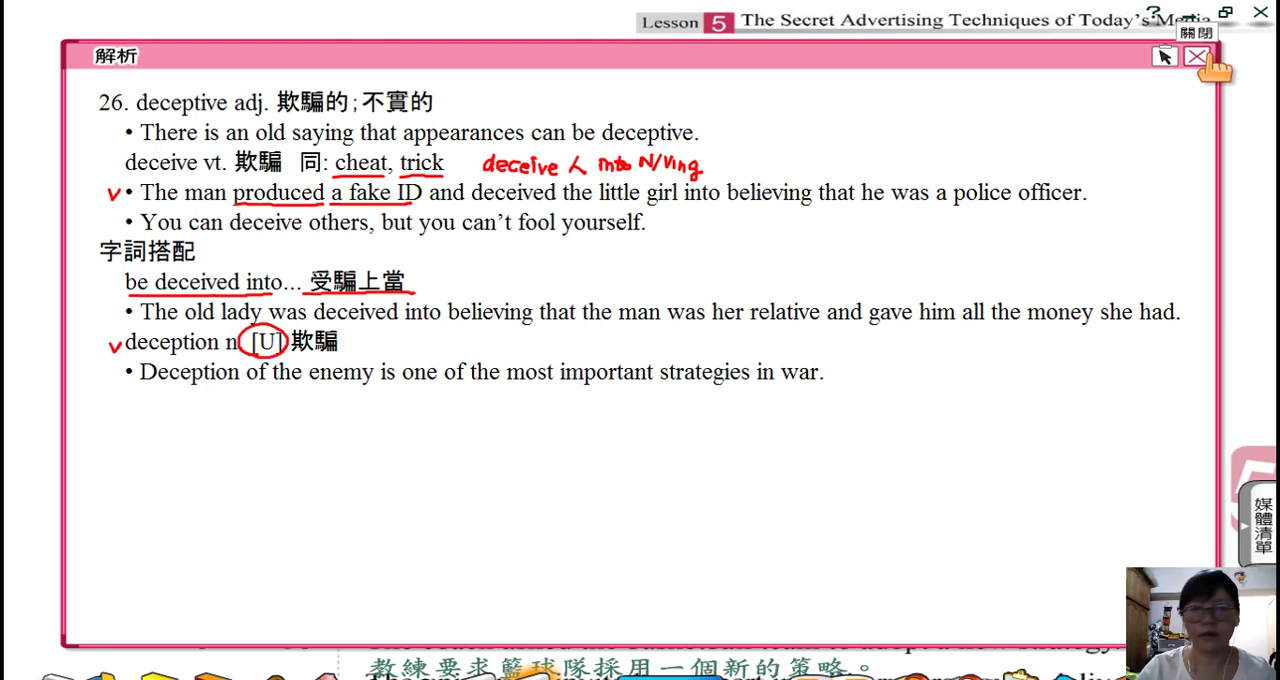 Lesson 5 The Secret Advertising Techniques of Today's Media
關閉
解析
26. deceptive adj. 欺騙的;不實的
• There is an old saying that appearances can be deceptive.
deceive vt. 欺騙 同: cheat, trick deceive 人 into N/Ving
v • The man produced a fake ID and deceived the little girl into believing that he was a police officer.
• You can deceive others, but you can't fool yourself.
字詞搭配
be deceived into... 受騙上當
• The old lady was deceived into believing that the man was her relative and gave him all the money she had.
v deception n [U] 欺騙
• Deception of the enemy is one of the most important strategies in war.
媒體清單
教練要求籃球隊採用一個新的策略。